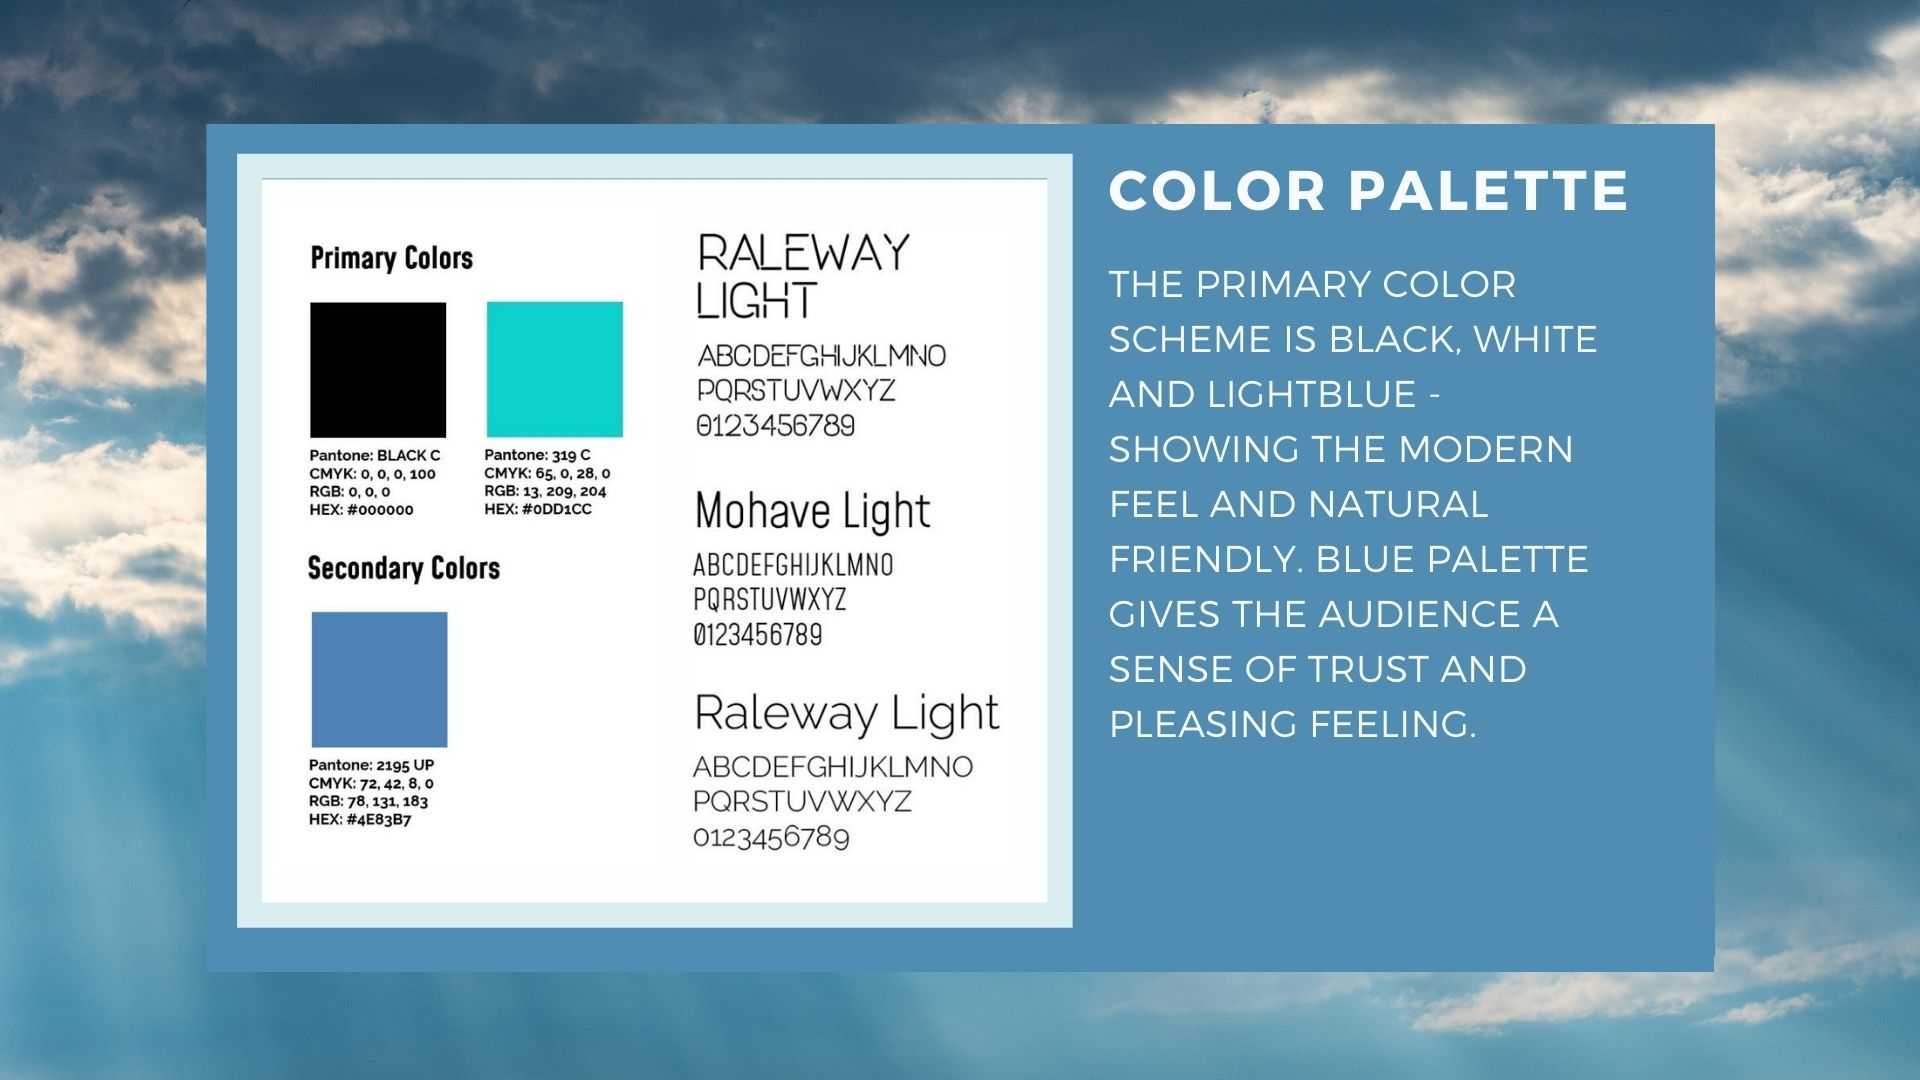 Primary Colors
Pantone: BLACK C
CMYK: 0, 0, 0, 100
RGB: 0, 0, 0
HEX: #000000
Pantone: 319 C
CMYK: 65, 0, 28, 0
RGB: 13, 209, 204
HEX: #0DD1CC
Secondary Colors
Pantone: 2195 UP
CMYK: 72, 42, 8, 0
RGB: 78, 131, 183
HEX: #4E83B7
RALEWAY
LIGHT
ABCDEFGHIJKLMNO
PQRSTUVWXYZ
0123456789
Mohave Light
ABCDEFGHIJKLMNO
PQRSTUVWXYZ
0123456789
Raleway Light
ABCDEFGHIJKLMNO
PQRSTUVWXYZ
0123456789
COLOR PALETTE
THE PRIMARY COLOR
SCHEME IS BLACK, WHITE
AND LIGHTBLUE -
SHOWING THE MODERN
FEEL AND NATURAL
FRIENDLY. BLUE PALETTE
GIVES THE AUDIENCE A
SENSE OF TRUST AND
PLEASING FEELING.